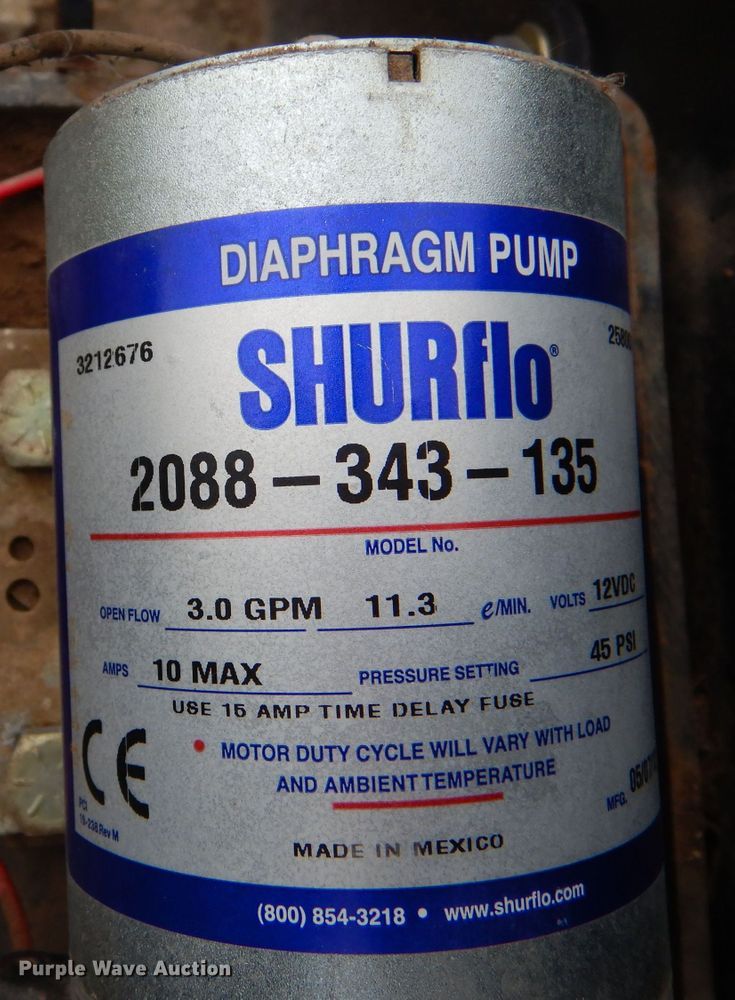 DIAPHRAGM PUMP
3212676
SHURflo®
2088-343-135
MODEL No.
OPEN FLOW 3.0 GPM 11.3 ℓ/MIN. VOLTS 12VDC
AMPS 10 MAX PRESSURE SETTING 45 PSI
USE 15 AMP TIME DELAY FUSE
CE • MOTOR DUTY CYCLE WILL VARY WITH LOAD
AND AMBIENT TEMPERATURE
MFG.
MADE IN MEXICO
(800) 854-3218 • www.shurflo.com
Purple Wave Auction